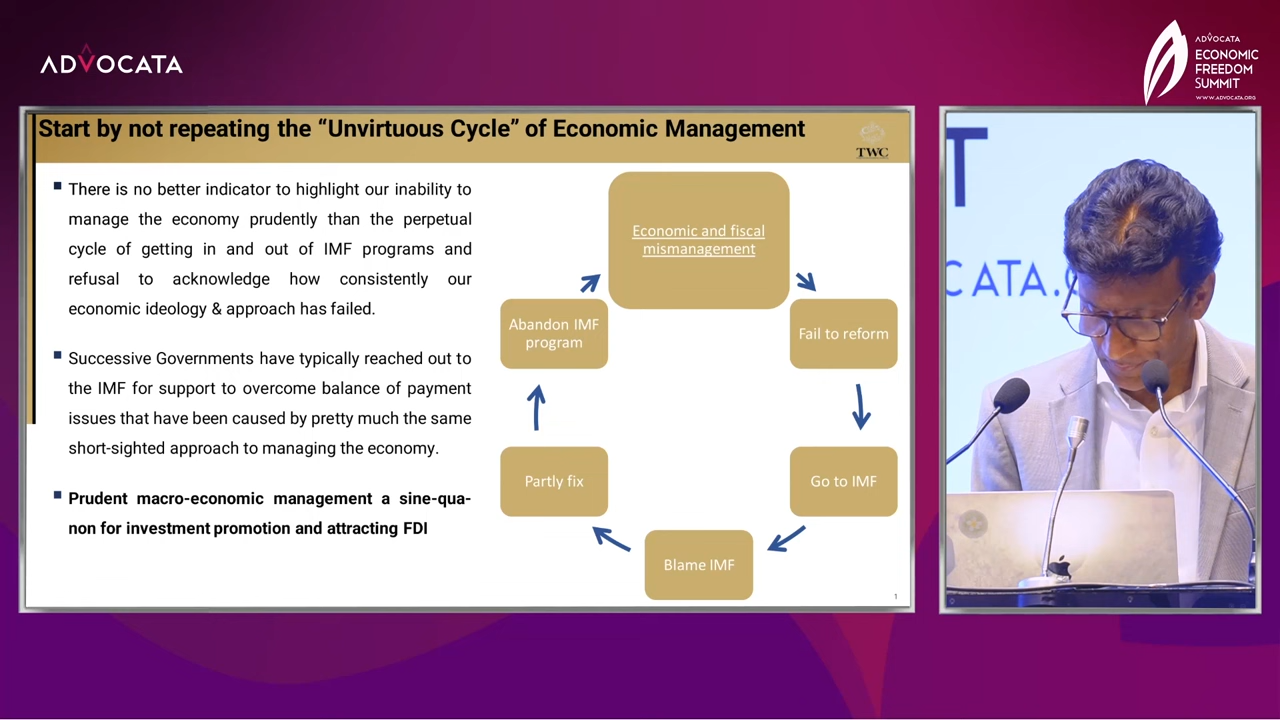 ADVOCATA
ADVOCATA
ECONOMIC
FREEDOM
SUMMIT
WWW.ADVOCATA.ORG
Start by not repeating the “Unvirtuous Cycle” of Economic Management
TWC
There is no better indicator to highlight our inability to
manage the economy prudently than the perpetual
cycle of getting in and out of IMF programs and
refusal to acknowledge how consistently our
economic ideology & approach has failed.
Successive Governments have typically reached out to
the IMF for support to overcome balance of payment
issues that have been caused by pretty much the same
short-sighted approach to managing the economy.
Prudent macro-economic management a sine-qua-
non for investment promotion and attracting FDI
Economic and fiscal
mismanagement
Fail to reform
Go to IMF
Blame IMF
Partly fix
Abandon IMF
program
1
T
CATA.